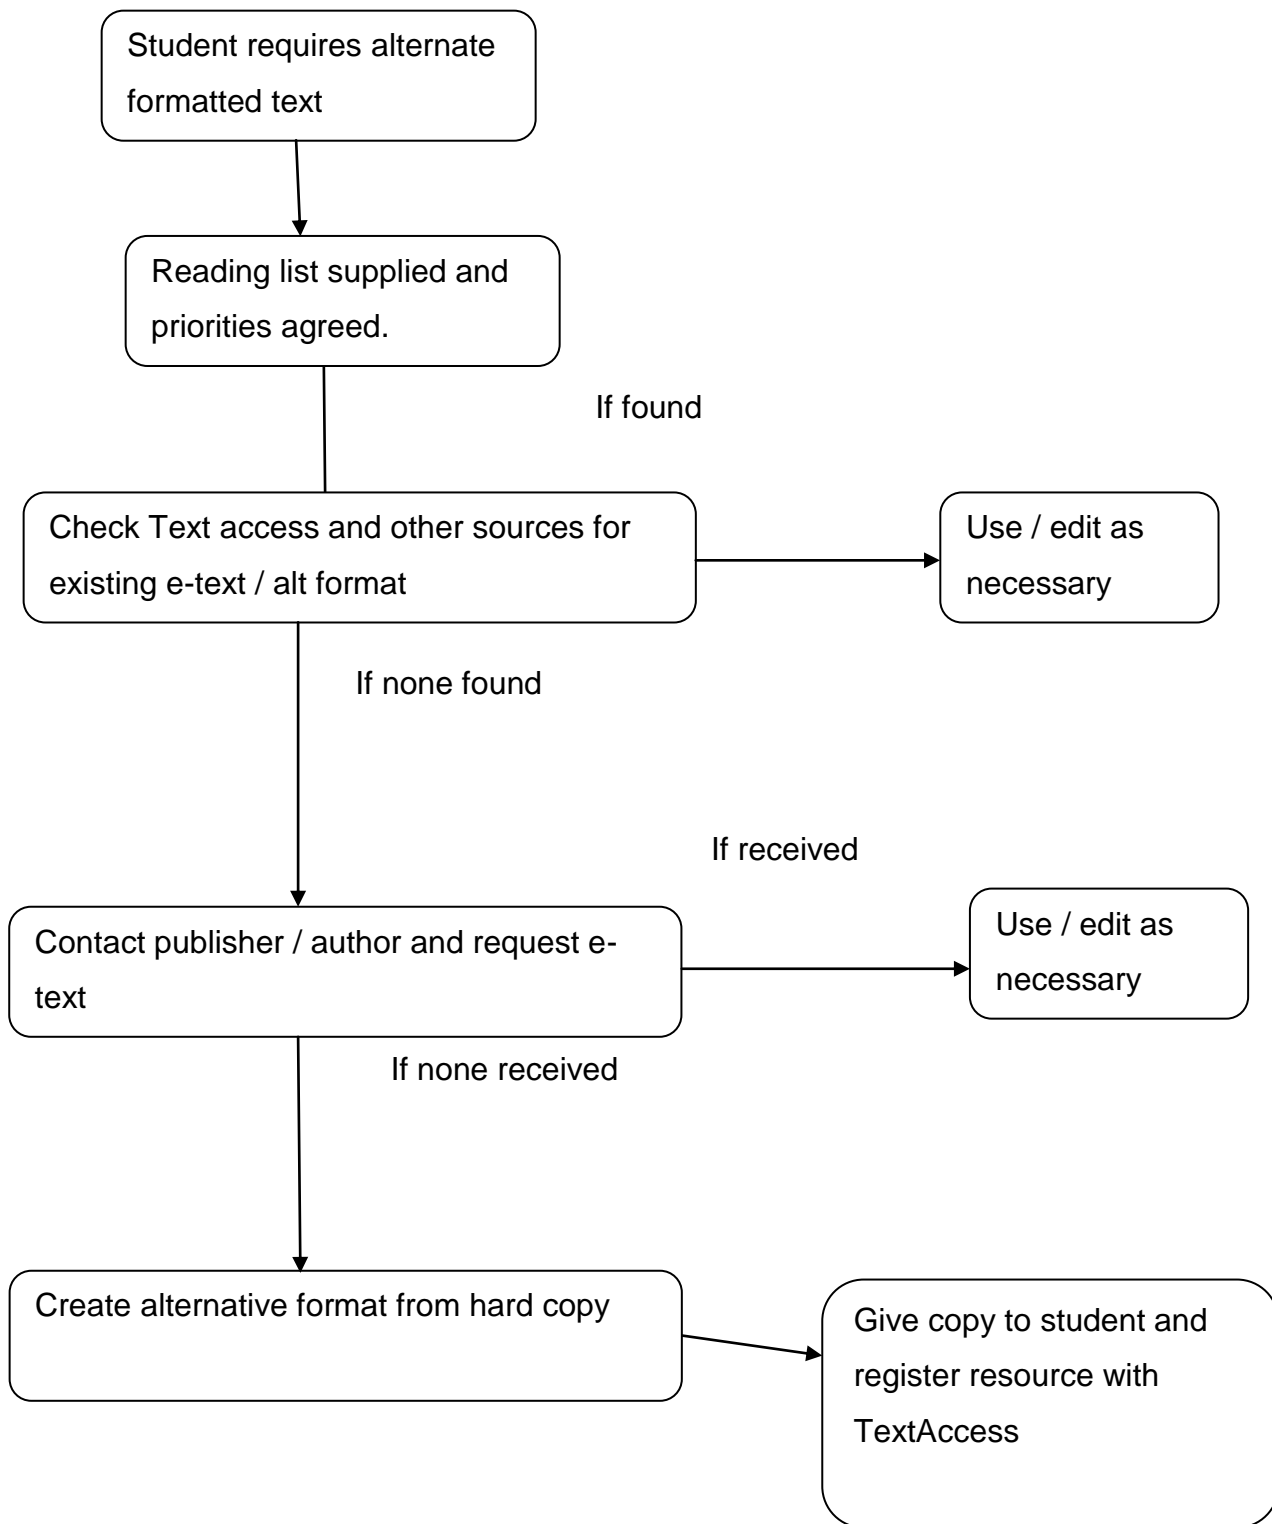 Student requires alternate
formatted text
Reading list supplied and
priorities agreed.
If found
Check Text access and other sources for
existing e-text / alt format
Use / edit as
necessary
If none found
If received
Contact publisher / author and request e-
text
Use / edit as
necessary
If none received
Create alternative format from hard copy
Give copy to student and
register resource with
TextAccess